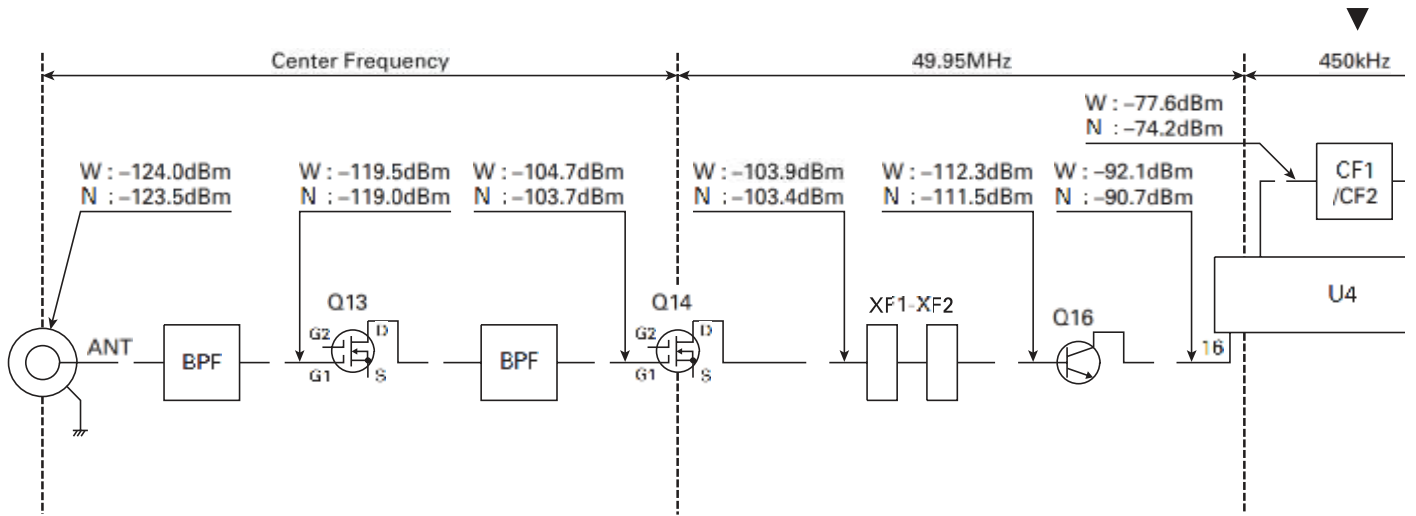 Center Frequency
49.95MHz
450kHz
W : –77.6dBm
N : –74.2dBm
W : –124.0dBm
N : –123.5dBm
W : –119.5dBm
N : –119.0dBm
W : –104.7dBm
N : –103.7dBm
W : –103.9dBm
N : –103.4dBm
W : –112.3dBm
N : –111.5dBm
W : –92.1dBm
N : –90.7dBm
CF1
/CF2
U4
Q13
Q14
XF1-XF2
Q16
ANT
BPF
G2
D
G1
S
BPF
G2
D
G1
S
16